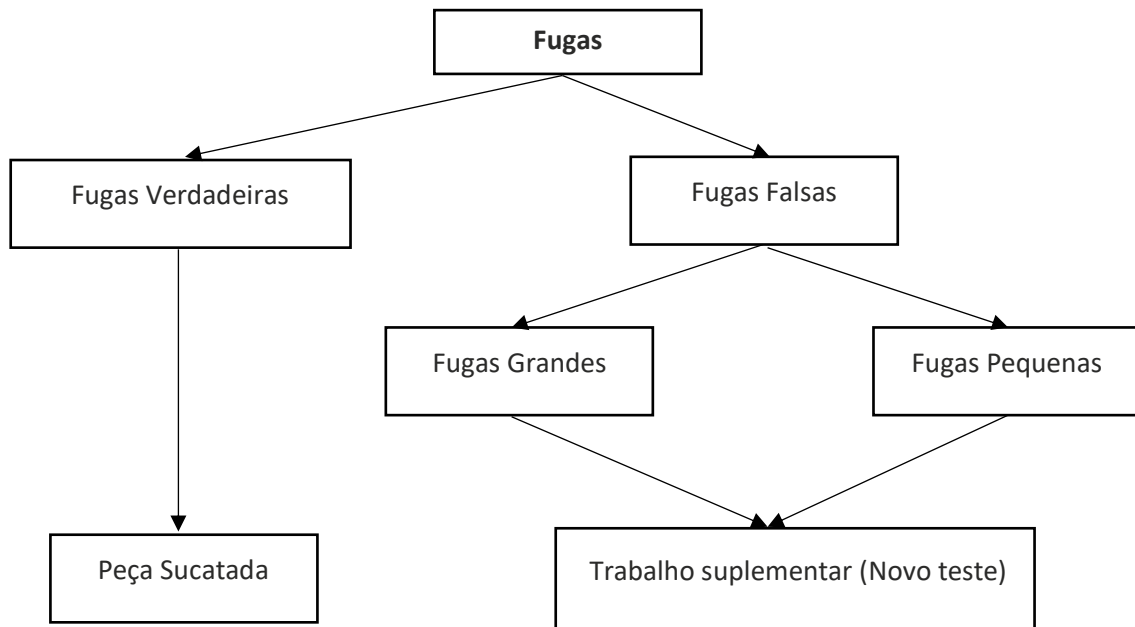 Fugas
Fugas Verdadeiras
Fugas Falsas
Fugas Grandes
Fugas Pequenas
Peça Sucatada
Trabalho suplementar (Novo teste)